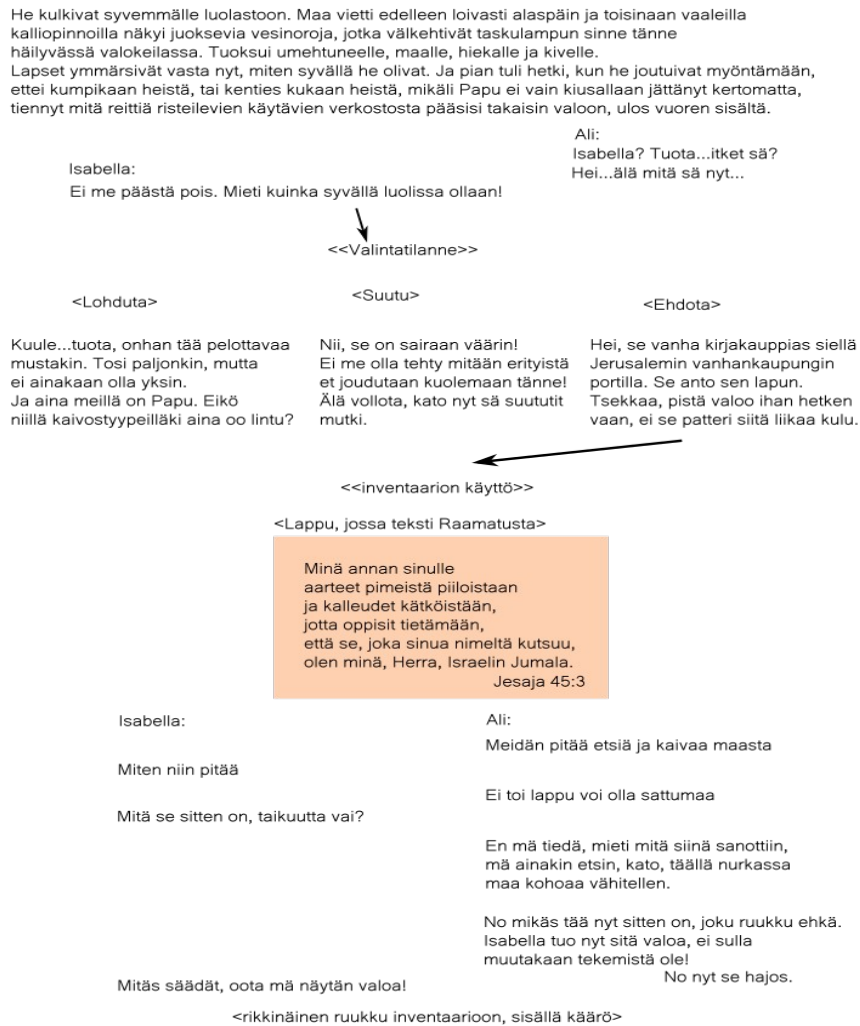 He kulkivat syvemmälle luolastoon. Maa vietti edelleen loivasti alaspäin ja toisinaan vaaleilla
kalliopinnoilla näkyi juoksevia vesinoroja, jotka välkehtivät taskulampun sinne tänne
häilyvässä valokeilassa. Tuoksui umehtuneelle, maalle, hiekalle ja kivelle.
Lapset ymmärsivät vasta nyt, miten syvällä he olivat. Ja pian tuli hetki, kun he joutuivat myöntämään,
ettei kumpikaan heistä, tai kenties kukaan heistä, mikäli Papu ei vain kiusallaan jättänyt kertomatta,
tiennyt mitä reittiä risteilevien käytävien verkostosta pääsisi takaisin valoon, ulos vuoren sisältä.
Isabella:
Ei me päästä pois. Mieti kuinka syvällä luolissa ollaan!
Ali:
Isabella? Tuota...itket sä?
Hei...älä mitä sä nyt...
<<Valintatilanne>>
<Lohduta>
Kuule...tuota, onhan tää pelottavaa
mustakin. Tosi paljonkin, mutta
ei ainakaan olla yksin.
Ja aina meillä on Papu. Eikö
niillä kaivostyypeilläki aina oo lintu?
<Suutu>
Nii, se on sairaan väärin!
Ei me olla tehty mitään erityistä
et joudutaan kuolemaan tänne!
Älä vollota, kato nyt sä suututit
mutki.
<Ehdota>
Hei, se vanha kirjakauppias siellä
Jerusalemin vanhankaupungin
portilla. Se anto sen lapun.
Tsekkaa, pistä valoo ihan hetken
vaan, ei se patteri siitä liikaa kulu.
<<inventaarion käyttö>>
<Lappu, jossa teksti Raamatusta>
Minä annan sinulle
aarteet pimeistä piiloistaan
ja kalleudet kätköistään,
jotta oppisit tietämään,
että se, joka sinua nimeltä kutsuu,
olen minä, Herra, Israelin Jumala.
Jesaja 45:3
Isabella:
Ali:
Meidän pitää etsiä ja kaivaa maasta
Miten niin pitää
Ei toi lappu voi olla sattumaa
Mitä se sitten on, taikuutta vai?
En mä tiedä, mieti mitä siinä sanottiin,
mä ainakin etsin, kato, täällä nurkassa
maa kohoaa vähitellen.
No mikäs tää nyt sitten on, joku ruukku ehkä.
Isabella tuo nyt sitä valoa, ei sulla
muutakaan tekemistä ole!
Mitäs säädät, oota mä näytän valoa!
No nyt se hajos.
<rikkinäinen ruukku inventaarioon, sisällä käärö>